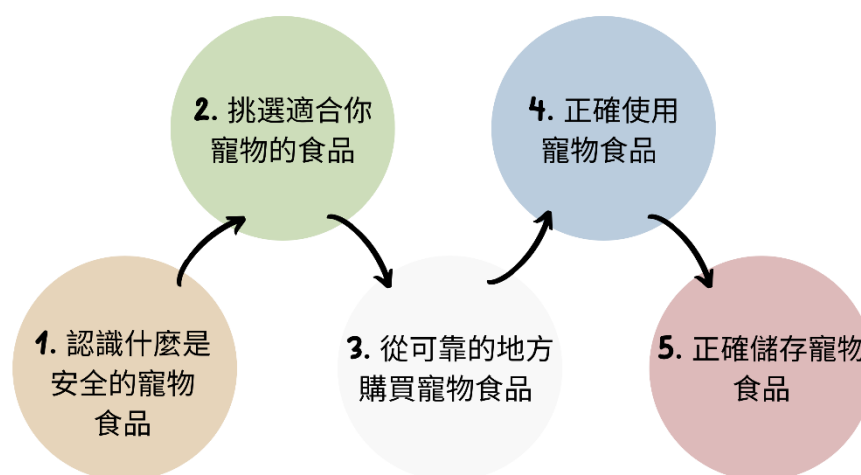 1. 認識什麼是
安全的寵物
食品
2. 挑選適合你
寵物的食品
3. 從可靠的地方
購買寵物食品
4. 正確使用
寵物食品
5. 正確儲存寵物
食品